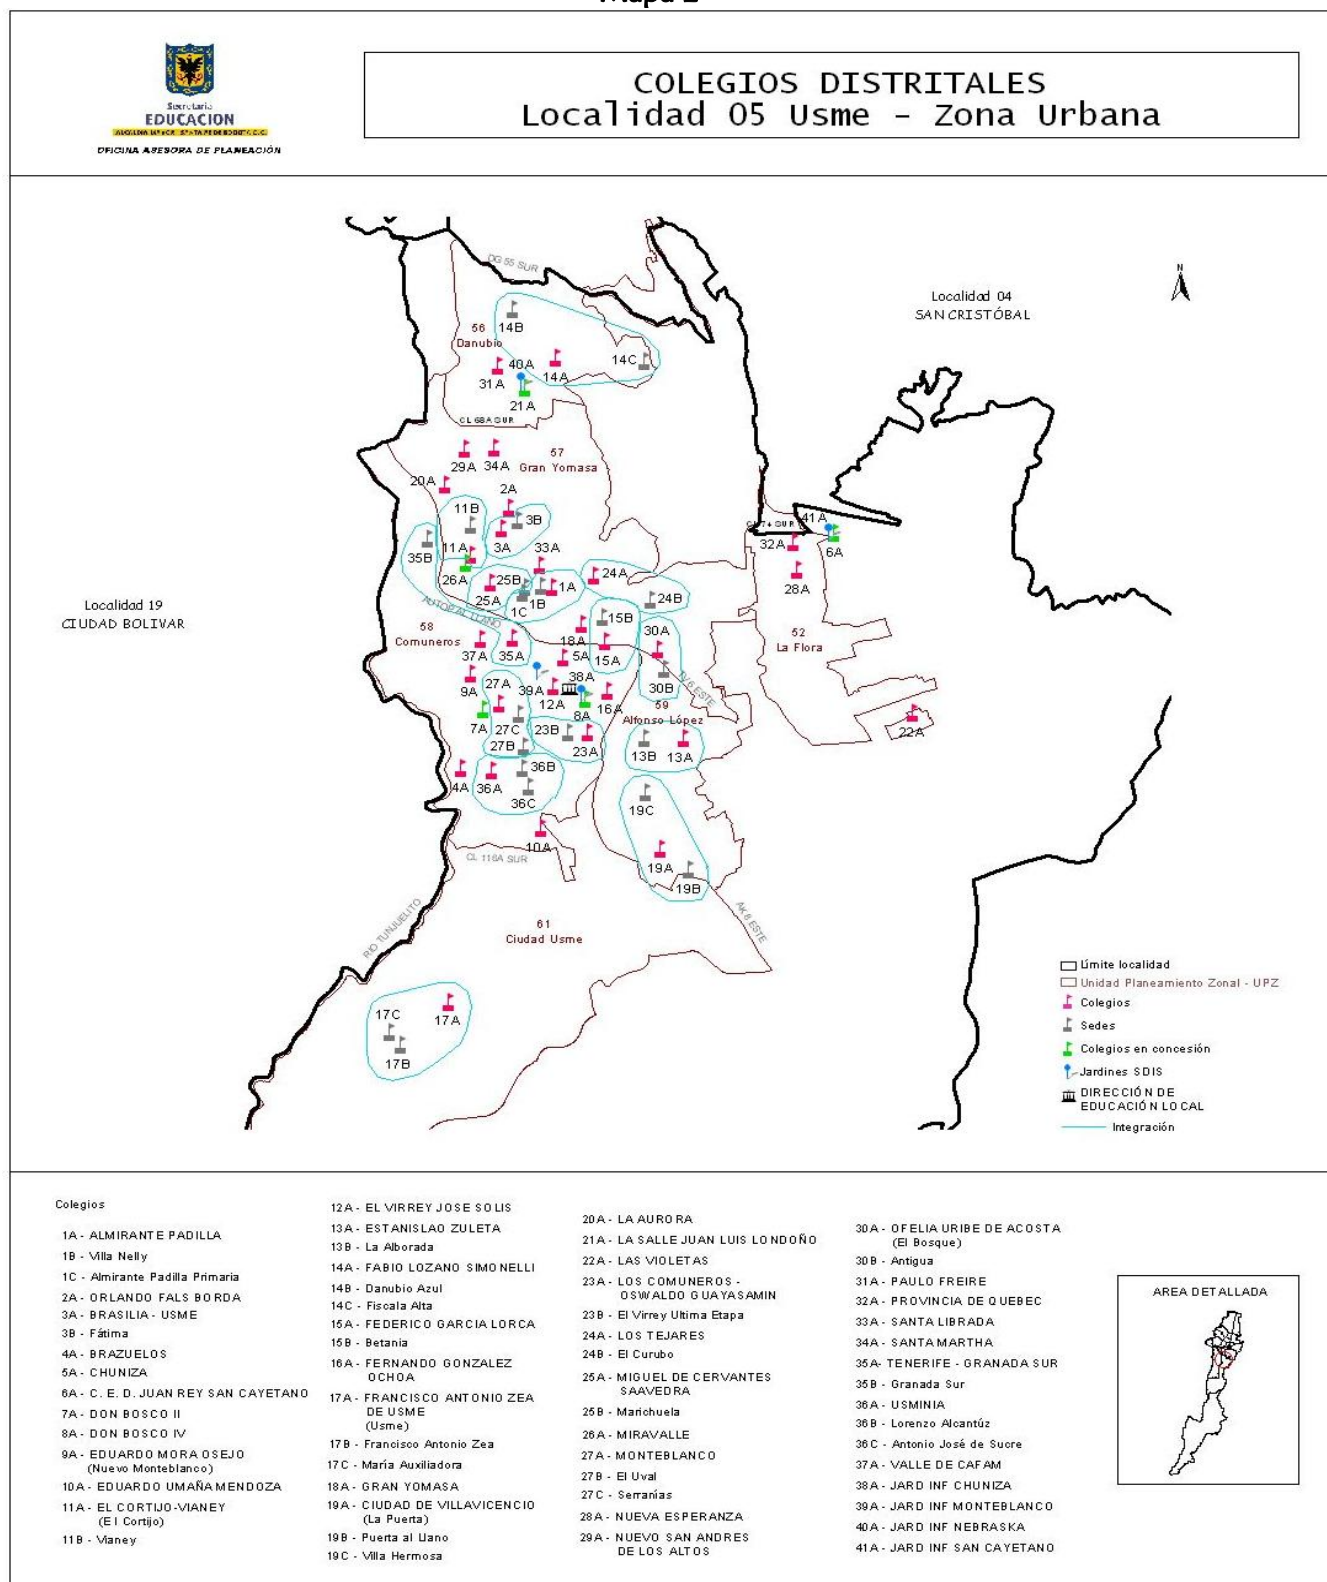 Mapa 2
Secretaría
EDUCACION
OFICINA ASESORA DE PLANEACIÓN
COLEGIOS DISTRITALES
Localidad 05 Usme - Zona Urbana
DG 55 SUR
N
Localidad 04
SAN CRISTÓBAL
14B
56
Danubio
40A
14C
31A
14A
21A
CL 68A SUR
57
Gran Yomasa
29A
34A
20A
2A
11B
3B
41A
CL 74 SUR
35B
11A
3A
33A
32A
6A
26A
25B
24A
1A
28A
25A
1B
24B
1C
Localidad 19
CIUDAD BOLIVAR
AUTOP AL LLANO
58
Comuneros
15B
18A
30A
52
La Flora
37A
35A
5A
15A
9A
27A
39A
38A
30B
TV 6 ESTE
12A
16A
8A
59
Alfonso López
7A
27C
23B
22A
27B
23A
13B
13A
36B
4A
36A
36C
19C
10A
CL 116A SUR
19A
19B
AK 8 ESTE
RIO TUNJUELITO
61
Ciudad Usme
17C
17A
17B
Límite localidad
Unidad Planeamiento Zonal - UPZ
Colegios
Sedes
Colegios en concesión
Jardines SDIS
DIRECCIÓN DE
EDUCACIÓN LOCAL
Integración
Colegios
1A - ALMIRANTE PADILLA
1B - Villa Nelly
1C - Almirante Padilla Primaria
2A - ORLANDO FALS BORDA
3A - BRASILIA - USME
3B - Fátima
4A - BRAZUELOS
5A - CHUNIZA
6A - C. E. D. JUAN REY SAN CAYETANO
7A - DON BOSCO II
8A - DON BOSCO IV
9A - EDUARDO MORA OSEJO
(Nuevo Monteblanco)
10A - EDUARDO UMAÑA MENDOZA
11A - EL CORTIJO-VIANEY
(El Cortijo)
11B - Vianey
12A - EL VIRREY JOSE SOLIS
13A - ESTANISLAO ZULETA
13B - La Alborada
14A - FABIO LOZANO SIMONELLI
14B - Danubio Azul
14C - Fiscala Alta
15A - FEDERICO GARCIA LORCA
15B - Betania
16A - FERNANDO GONZALEZ
OCHOA
17A - FRANCISCO ANTONIO ZEA
DE USME
(Usme)
17B - Francisco Antonio Zea
17C - María Auxiliadora
18A - GRAN YOMASA
19A - CIUDAD DE VILLAVICENCIO
(La Puerta)
19B - Puerta al Llano
19C - Villa Hermosa
20A - LA AURORA
21A - LA SALLE JUAN LUIS LONDOÑO
22A - LAS VIOLETAS
23A - LOS COMUNEROS -
OSWALDO GUAYASAMIN
23B - El Virrey Ultima Etapa
24A - LOS TEJARES
24B - El Curubo
25A - MIGUEL DE CERVANTES
SAAVEDRA
25B - Marichuela
26A - MIRAVALLE
27A - MONTEBLANCO
27B - El Uval
27C - Serranías
28A - NUEVA ESPERANZA
29A - NUEVO SAN ANDRES
DE LOS ALTOS
30A - OFELIA URIBE DE ACOSTA
(El Bosque)
30B - Antigua
31A - PAULO FREIRE
32A - PROVINCIA DE QUEBEC
33A - SANTA LIBRADA
34A - SANTA MARTHA
35A- TENERIFE - GRANADA SUR
35B - Granada Sur
36A - USMINIA
36B - Lorenzo Alcantúz
36C - Antonio José de Sucre
37A - VALLE DE CAFAM
38A - JARD INF CHUNIZA
39A - JARD INF MONTEBLANCO
40A - JARD INF NEBRASKA
41A - JARD INF SAN CAYETANO
AREA DETALLADA